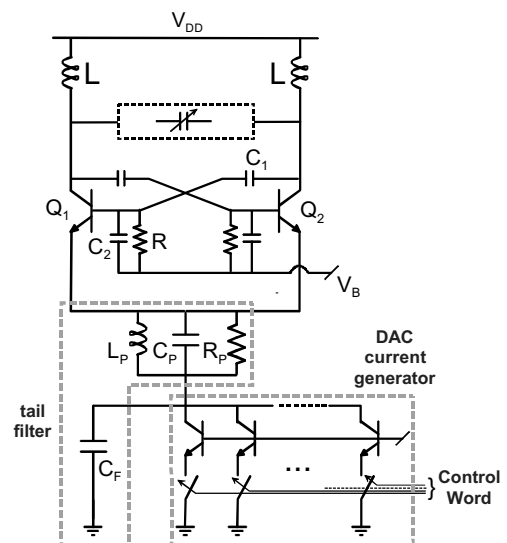 V_DD
L
L
C_1
Q_1
Q_2
C_2
R
V_B
L_P
C_P
R_P
DAC
current
generator
tail
filter
C_F
...
Control
Word